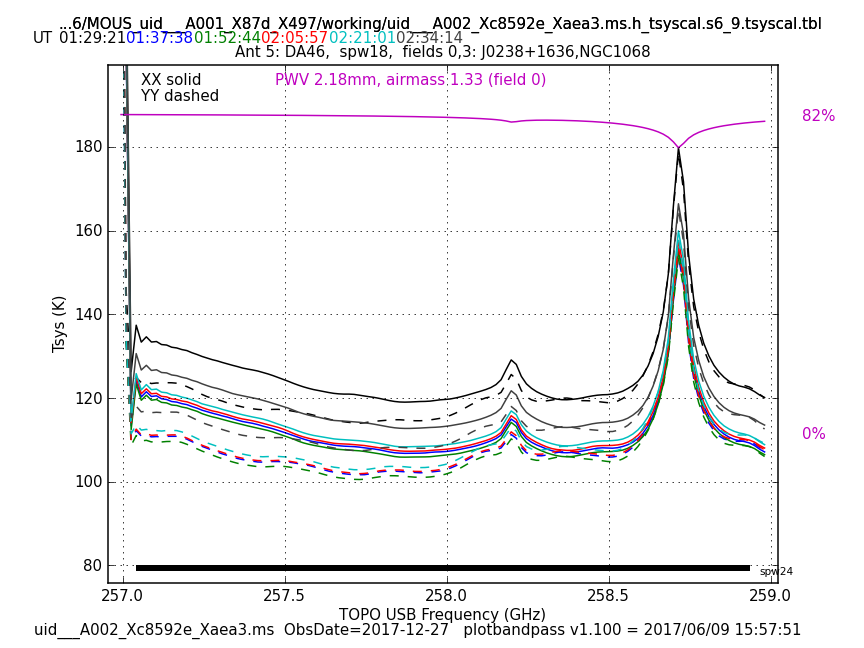 ...6/MOUS_uid___A001_X87d_X497/working/uid___A002_Xc8592e_Xaea3.ms.h_tsyscal.s6_9.tsyscal.tbl
UT 01:29:21 01:37:38 01:52:44 02:05:57 02:21:01 02:34:14
Ant 5: DA46, spw18, fields 0,3: J0238+1636,NGC1068
XX solid
PWV 2.18mm, airmass 1.33 (field 0)
YY dashed
82%
180
160
140
120
100
80
0%
Tsys (K)
spw24
257.0 257.5 258.0 258.5 259.0
TOPO USB Frequency (GHz)
uid___A002_Xc8592e_Xaea3.ms ObsDate=2017-12-27 plotbandpass v1.100 = 2017/06/09 15:57:51